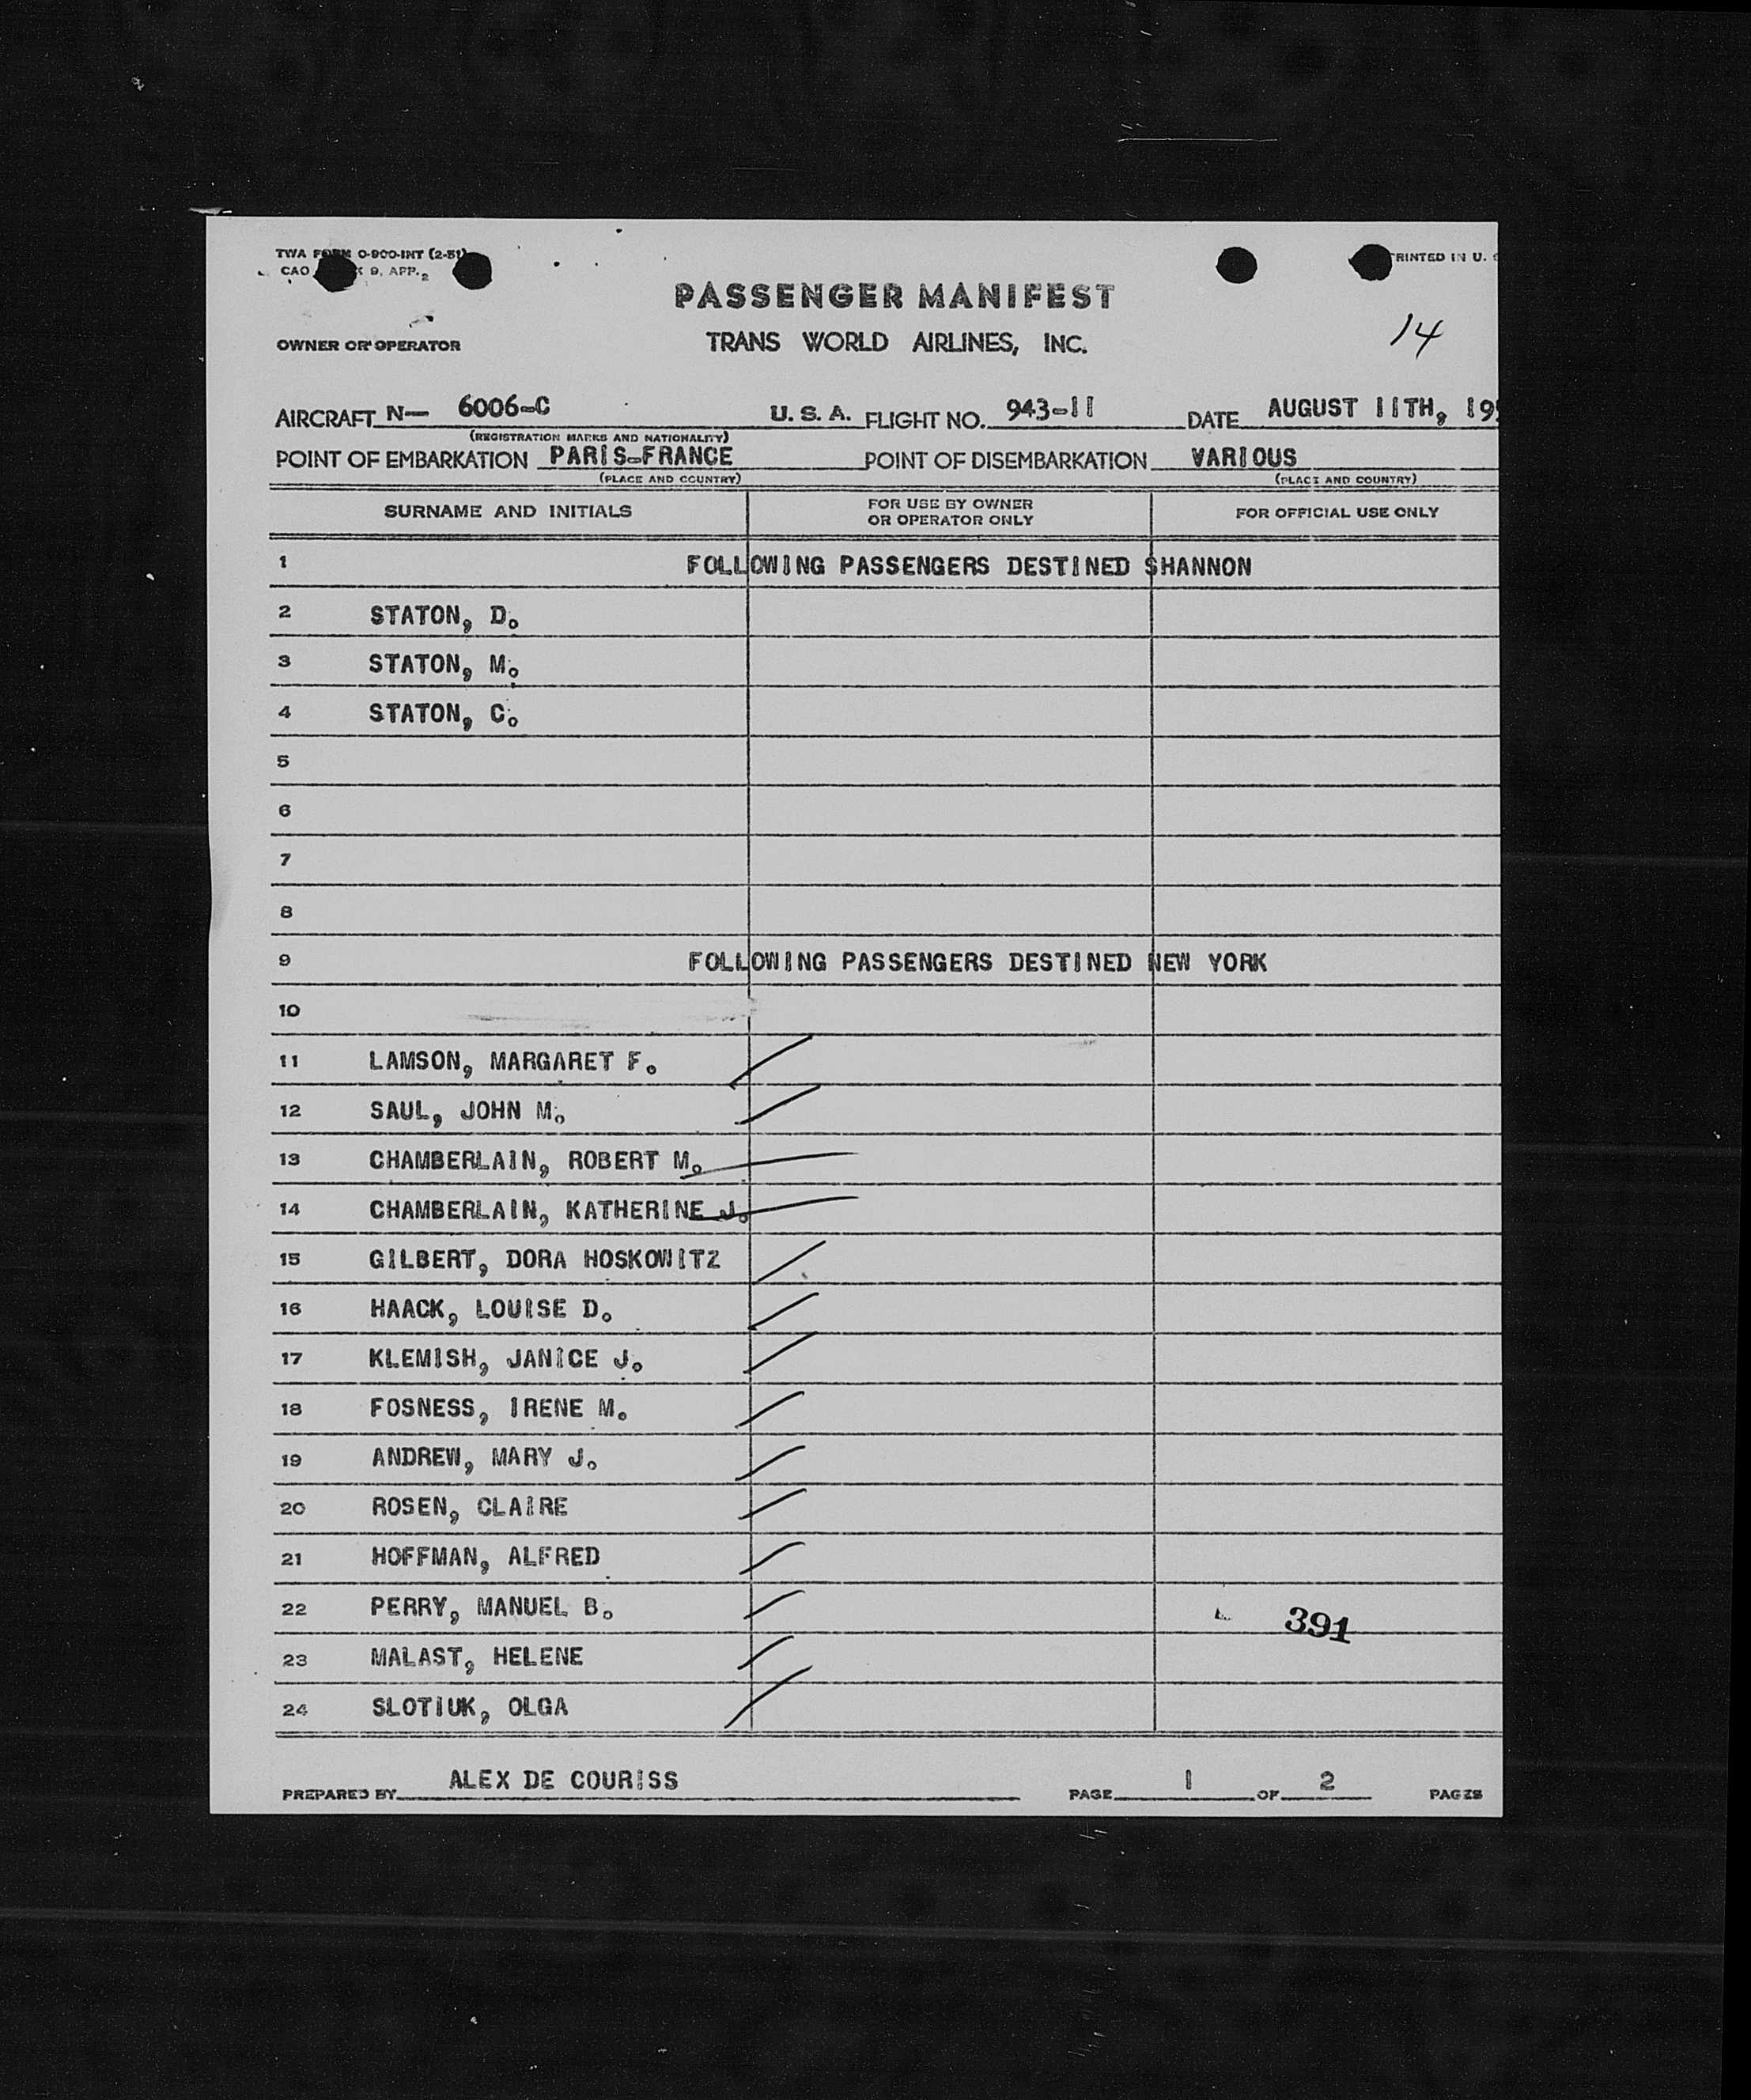 TWA FORM O-900-INT (2-51)
CAO 9, APP. 2
PRINTED IN U.
PASSENGER MANIFEST
14
OWNER OR OPERATOR
TRANS WORLD AIRLINES, INC.
AIRCRAFT N— 6006-C U. S. A. FLIGHT NO. 943-11 DATE AUGUST 11TH,
(REGISTRATION MARKS AND NATIONALITY)
POINT OF EMBARKATION PARIS-FRANCE POINT OF DISEMBARKATION VARIOUS
(PLACE AND COUNTRY) (PLACE AND COUNTRY)
SURNAME AND INITIALS FOR USE BY OWNER OR OPERATOR ONLY FOR OFFICIAL USE ONLY
1 FOLLOWING PASSENGERS DESTINED SHANNON
2 STATON, D.
3 STATON, M.
4 STATON, C.
5
6
7
8
9 FOLLOWING PASSENGERS DESTINED NEW YORK
10
11 LAMSON, MARGARET F.
12 SAUL, JOHN M.
13 CHAMBERLAIN, ROBERT M.
14 CHAMBERLAIN, KATHERINE J.
15 GILBERT, DORA HOSKOWITZ
16 HAACK, LOUISE D.
17 KLEMISH, JANICE J.
18 FOSNESS, IRENE M.
19 ANDREW, MARY J.
20 ROSEN, CLAIRE
21 HOFFMAN, ALFRED
22 PERRY, MANUEL B. 391
23 MALAST, HELENE
24 SLOTIUK, OLGA
PREPARED BY ALEX DE COURISS PAGE 1 OF 2 PAGES